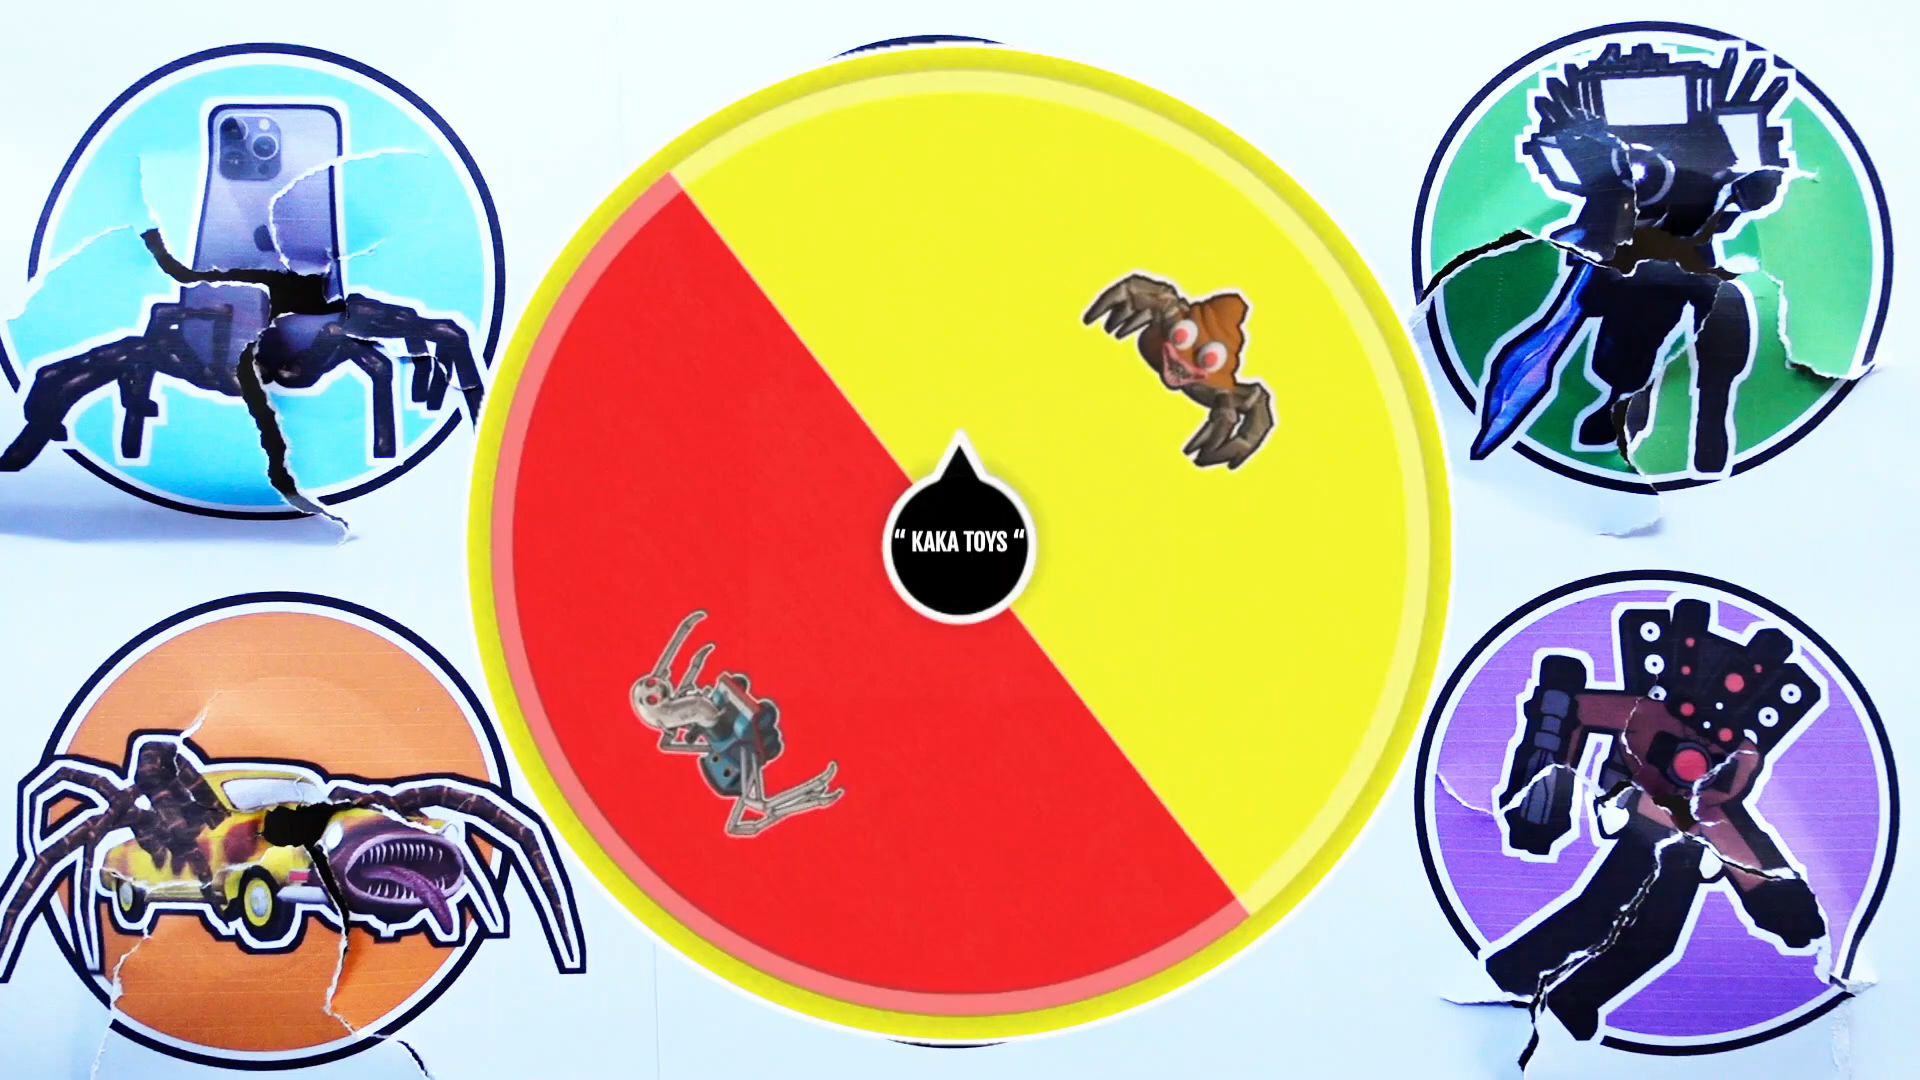 “ KAKA TOYS “